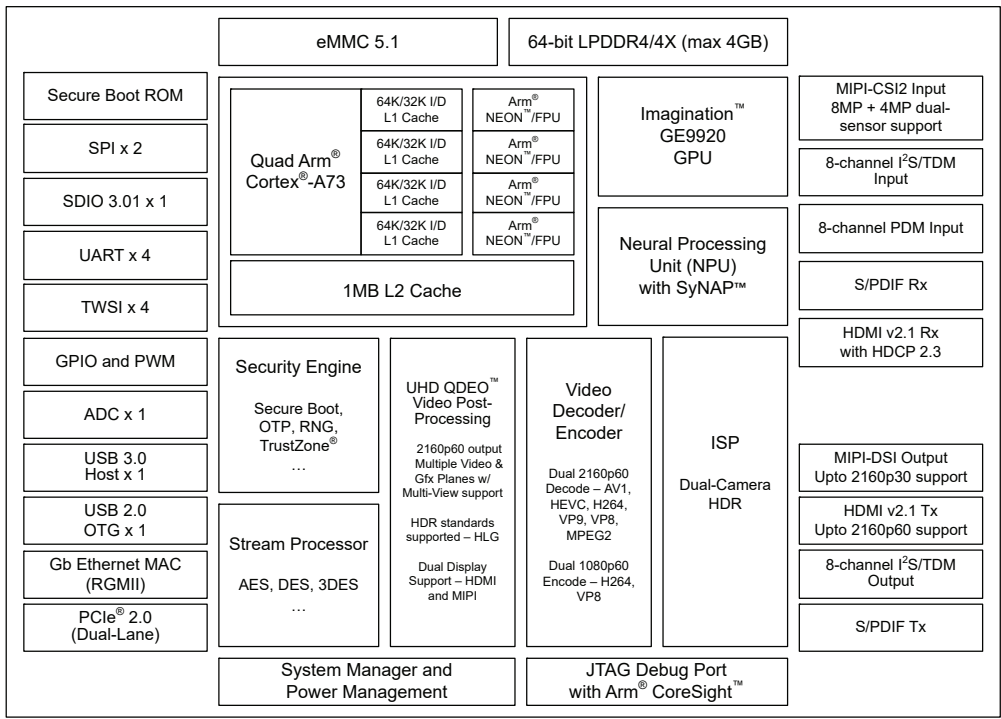 eMMC 5.1
64-bit LPDDR4/4X (max 4GB)
Secure Boot ROM
SPI x 2
SDIO 3.01 x 1
UART x 4
TWSI x 4
GPIO and PWM
ADC x 1
USB 3.0
Host x 1
USB 2.0
OTG x 1
Gb Ethernet MAC
(RGMII)
PCIe® 2.0
(Dual-Lane)
Quad Arm®
Cortex®-A73
64K/32K I/D
L1 Cache
Arm®
NEON™/FPU
64K/32K I/D
L1 Cache
Arm®
NEON™/FPU
64K/32K I/D
L1 Cache
Arm®
NEON™/FPU
64K/32K I/D
L1 Cache
Arm®
NEON™/FPU
1MB L2 Cache
Imagination™
GE9920
GPU
Neural Processing
Unit (NPU)
with SyNAP™
Security Engine
Secure Boot,
OTP, RNG,
TrustZone®
…
Stream Processor
AES, DES, 3DES
…
UHD QDEO™
Video Post-
Processing
2160p60 output
Multiple Video &
Gfx Planes w/
Multi-View support
HDR standards
supported – HLG
Dual Display
Support – HDMI
and MIPI
Video
Decoder/
Encoder
Dual 2160p60
Decode – AV1,
HEVC, H264,
VP9, VP8,
MPEG2
Dual 1080p60
Encode – H264,
VP8
ISP
Dual-Camera
HDR
MIPI-CSI2 Input
8MP + 4MP dual-
sensor support
8-channel I²S/TDM
Input
8-channel PDM Input
S/PDIF Rx
HDMI v2.1 Rx
with HDCP 2.3
MIPI-DSI Output
Upto 2160p30 support
HDMI v2.1 Tx
Upto 2160p60 support
8-channel I²S/TDM
Output
S/PDIF Tx
System Manager and
Power Management
JTAG Debug Port
with Arm® CoreSight™